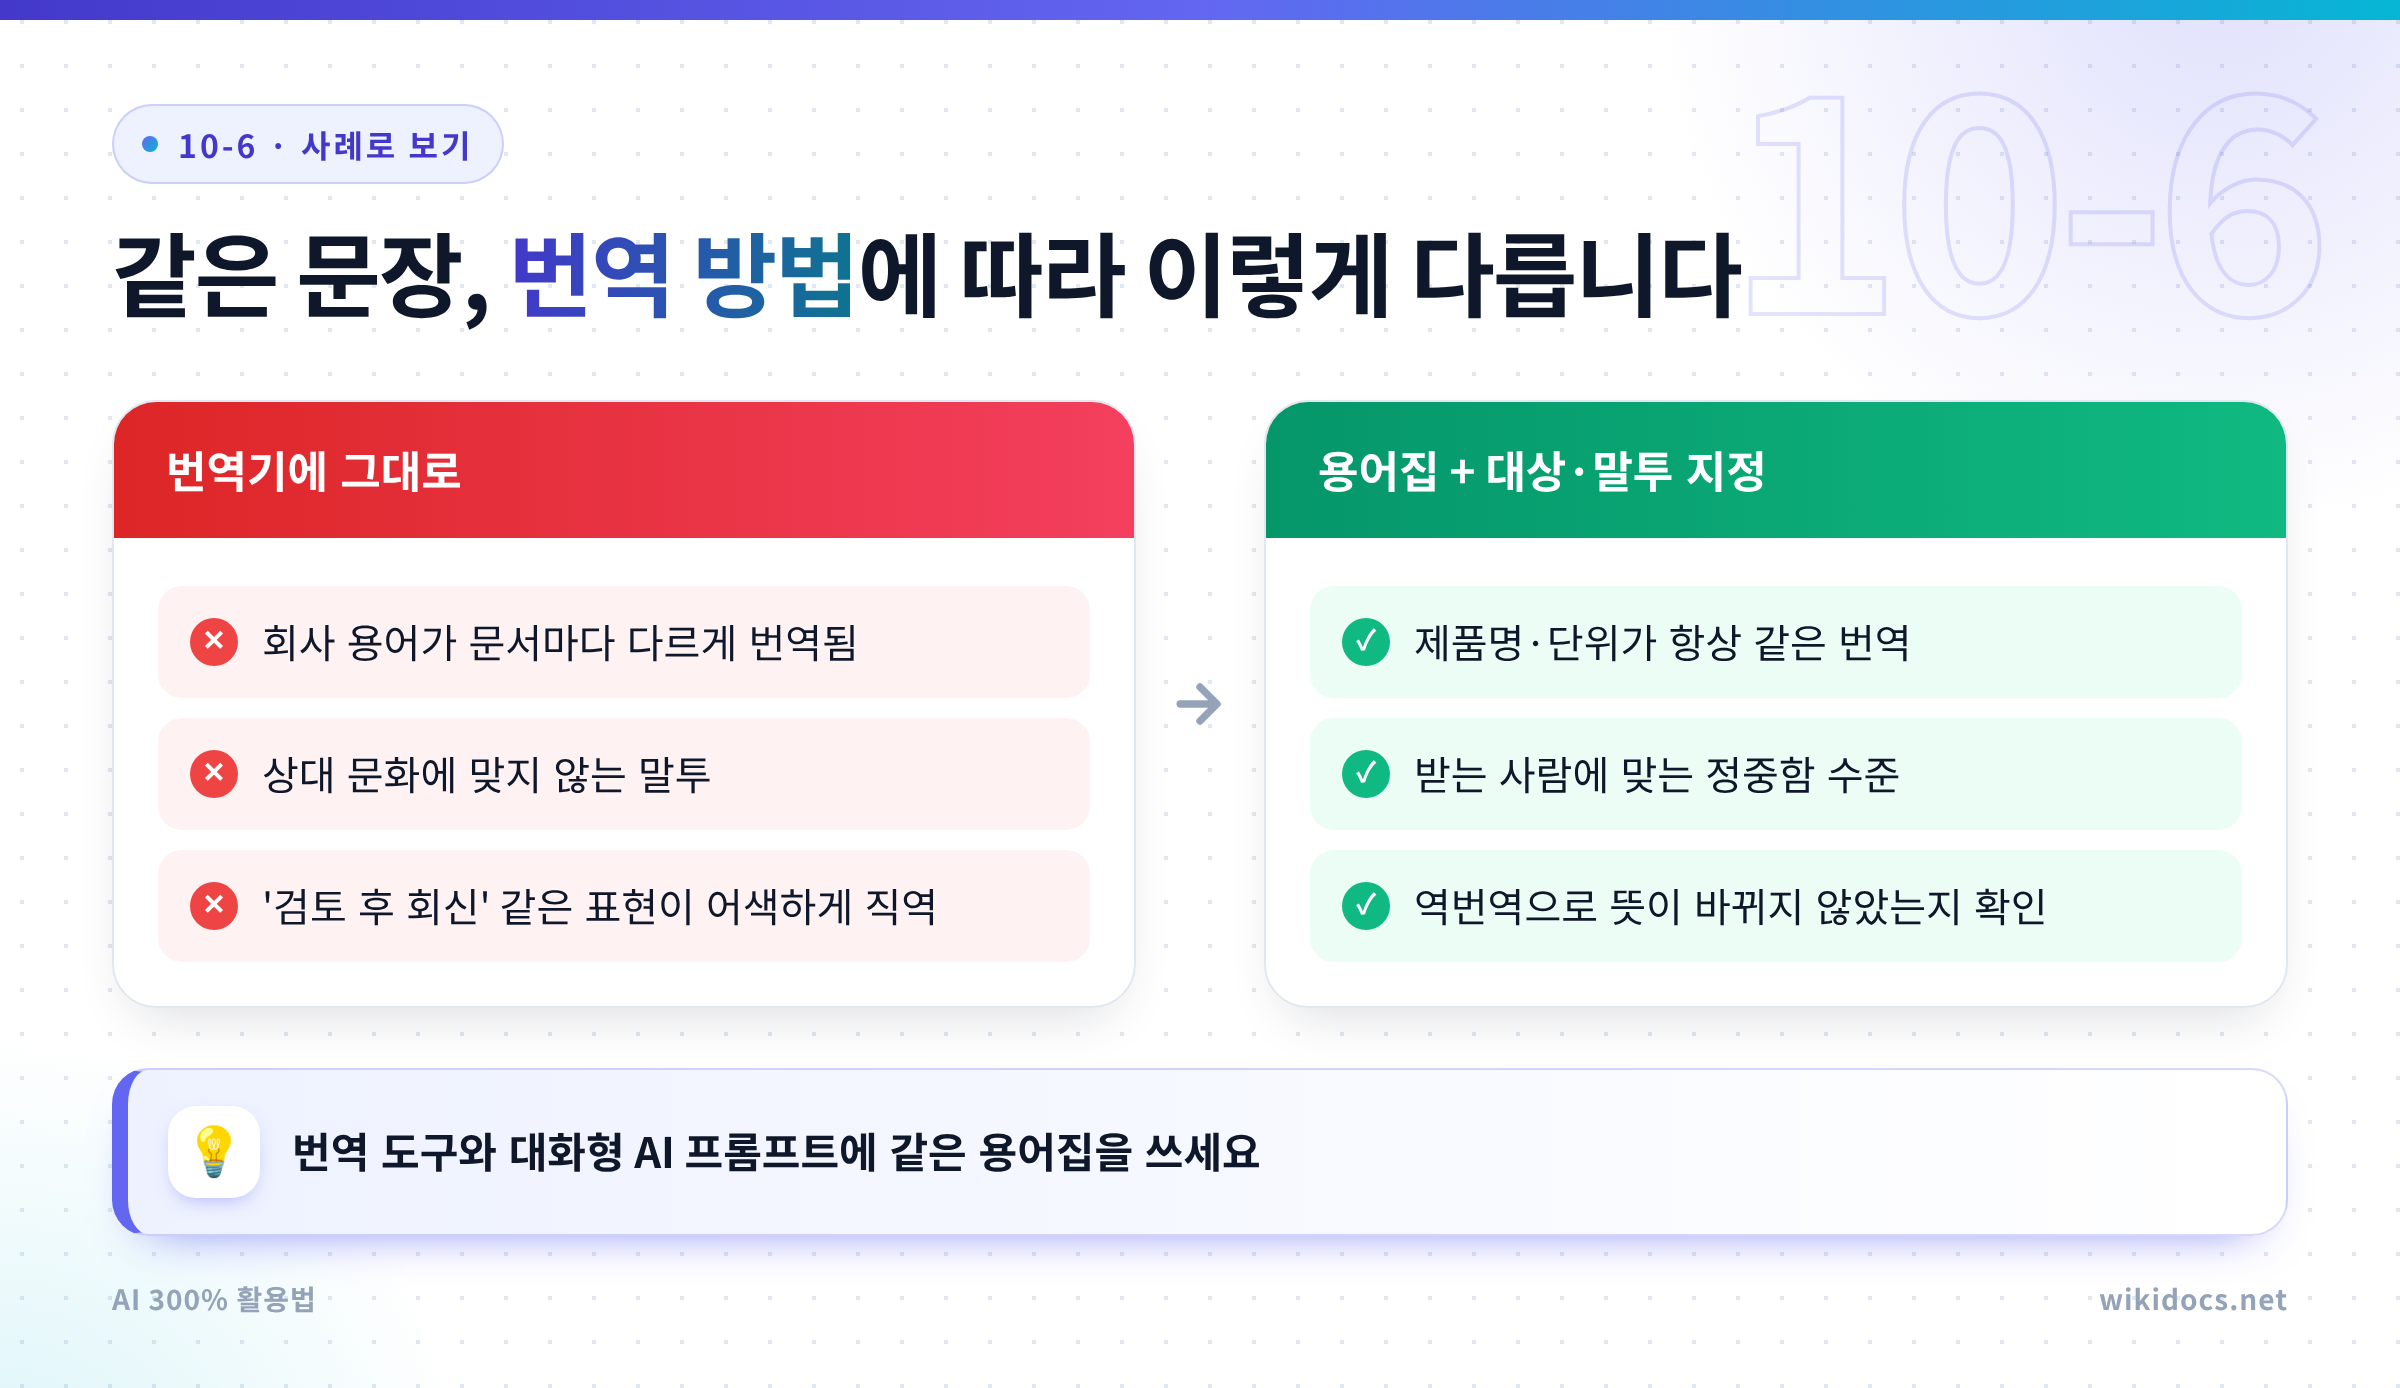 10-6 · 사례로 보기
10-6
같은 문장, 번역 방법에 따라 이렇게 다릅니다
번역기에 그대로
회사 용어가 문서마다 다르게 번역됨
상대 문화에 맞지 않는 말투
'검토 후 회신' 같은 표현이 어색하게 직역
용어집 + 대상·말투 지정
제품명·단위가 항상 같은 번역
받는 사람에 맞는 정중함 수준
역번역으로 뜻이 바뀌지 않았는지 확인
번역 도구와 대화형 AI 프롬프트에 같은 용어집을 쓰세요
AI 300% 활용법
wikidocs.net